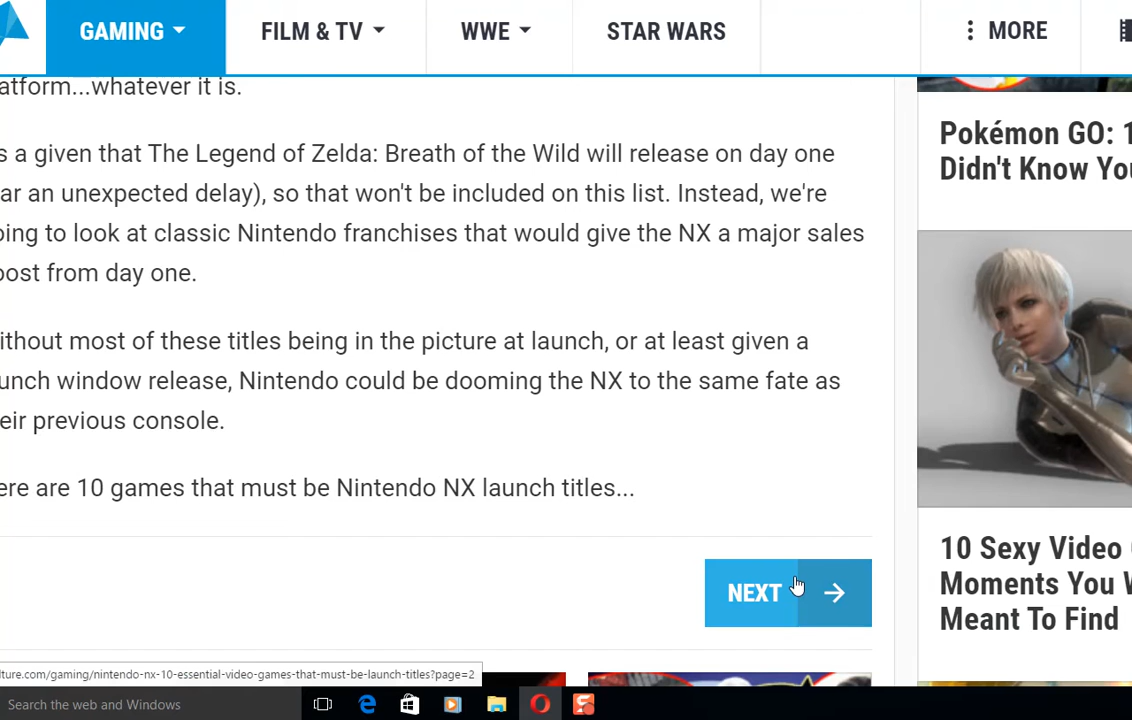 GAMING
FILM & TV
WWE
STAR WARS
MORE
atform...whatever it is.
s a given that The Legend of Zelda: Breath of the Wild will release on day one
ar an unexpected delay), so that won't be included on this list. Instead, we're
oing to look at classic Nintendo franchises that would give the NX a major sales
oost from day one.
ithout most of these titles being in the picture at launch, or at least given a
unch window release, Nintendo could be dooming the NX to the same fate as
eir previous console.
ere are 10 games that must be Nintendo NX launch titles...
NEXT
Pokémon GO: 1
Didn't Know You
10 Sexy Video
Moments You W
Meant To Find
lture.com/gaming/nintendo-nx-10-essential-video-games-that-must-be-launch-titles?page=2
Search the web and Windows